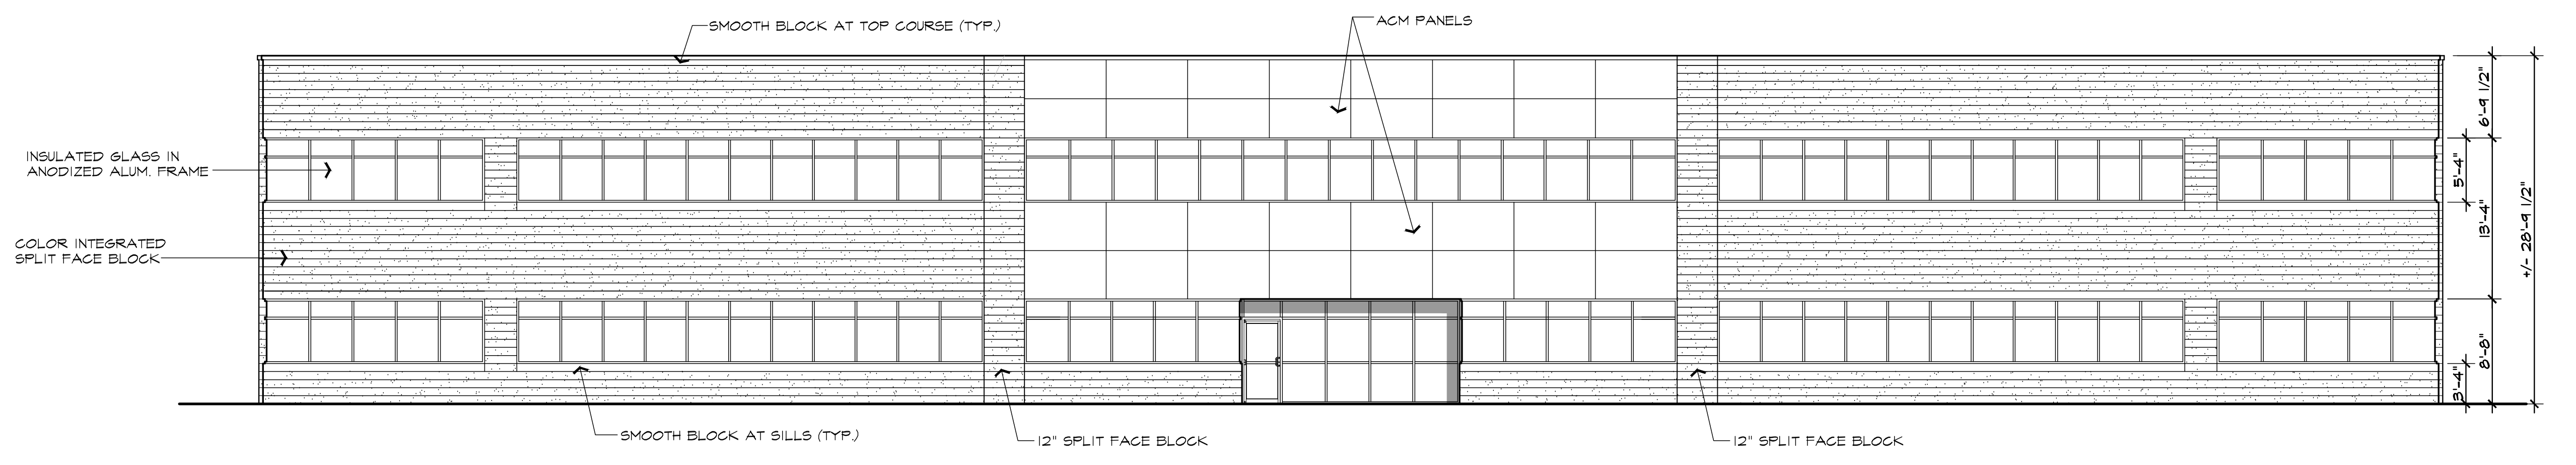 SMOOTH BLOCK AT TOP COURSE (TYP.)
ACM PANELS
INSULATED GLASS IN
ANODIZED ALUM. FRAME
COLOR INTEGRATED
SPLIT FACE BLOCK
SMOOTH BLOCK AT SILLS (TYP.)
12" SPLIT FACE BLOCK
12" SPLIT FACE BLOCK
6'-9 1/2"
5'-4"
13'-4"
+/- 28'-9 1/2"
8'-8"
3'-4"